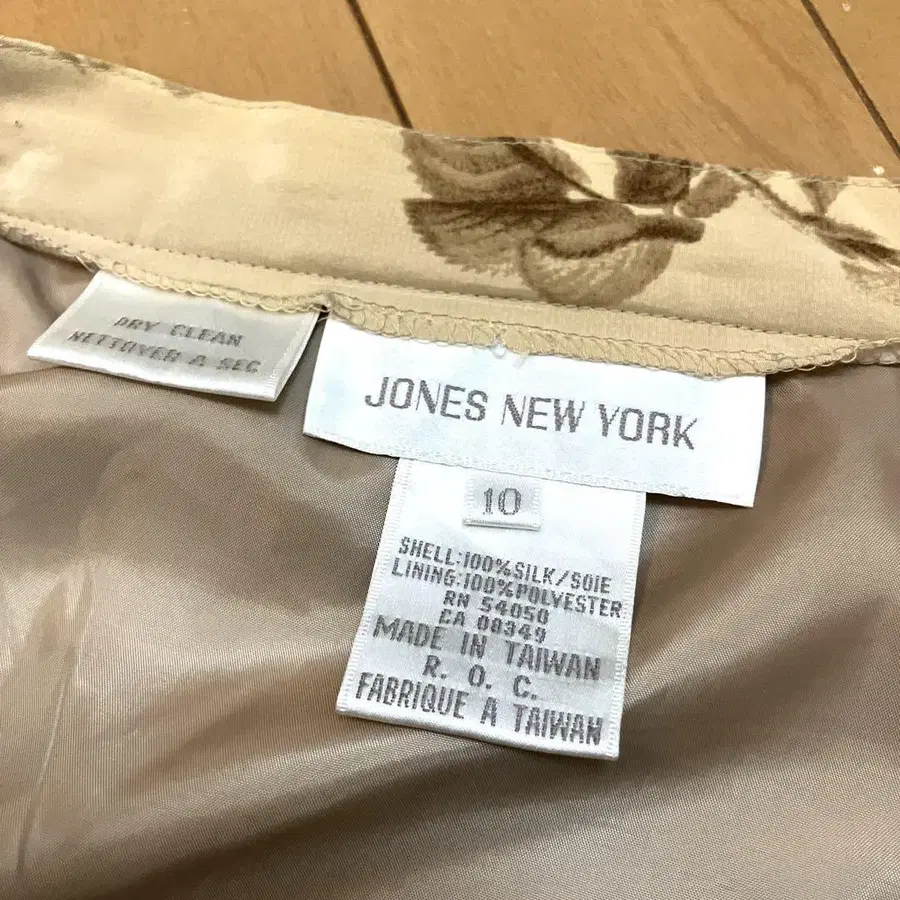 DRY CLEAN
NETTOYER A SEC
JONES NEW YORK
10
SHELL:100%SILK/SOIE
LINING:100%POLYESTER
RN 54050
CA 08349
MADE IN TAIWAN
R. O. C.
FABRIQUE A TAIWAN